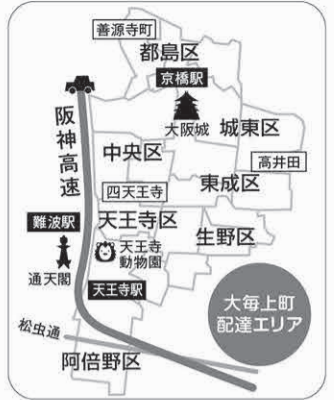 善源寺町
都島区
京橋駅
大阪城
城東区
阪神高速
中央区
高井田
東成区
四天王寺
難波駅
天王寺区
生野区
通天閣
天王寺
動物園
天王寺駅
大毎上町
配達エリア
松虫通
阿倍野区